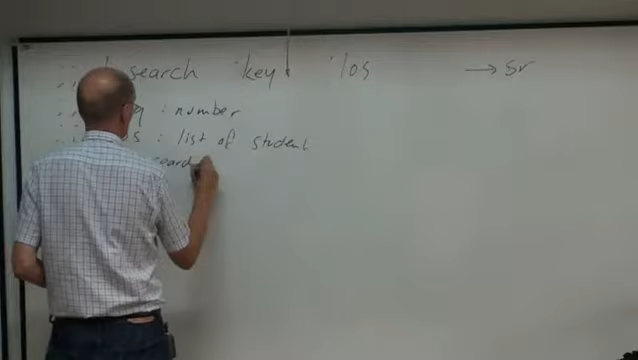 search key los → sr
: number
s : list of student
search